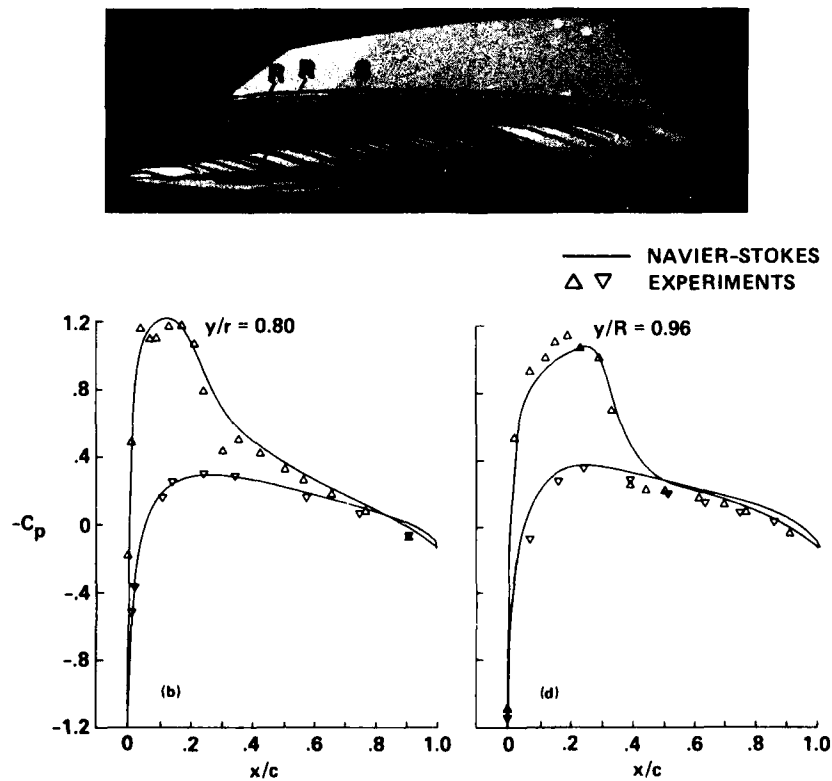 R R
NAVIER-STOKES
EXPERIMENTS
y/r = 0.80
y/R = 0.96
1.2
.8
.4
0
-.4
-.8
-1.2
-Cp
(b)
(d)
0 .2 .4 .6 .8 1.0
0 .2 .4 .6 .8 1.0
x/c
x/c